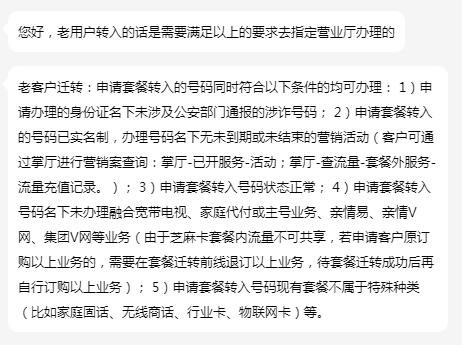 您好，老用户转入的话是需要满足以上的要求去指定营业厅办理的
老客户迁转：申请套餐转入的号码同时符合以下条件的均可办理： 1）申
请办理的身份证名下未涉及公安部门通报的涉诈号码； 2）申请套餐转入
的号码已实名制，办理号码名下无未到期或未结束的营销活动（客户可通
过掌厅进行营销案查询：掌厅-已开服务-活动；掌厅-查流量-套餐外服务-
流量充值记录。）； 3）申请套餐转入号码状态正常； 4）申请套餐转入
号码名下未办理融合宽带电视、家庭代付或主号业务、亲情易、亲情V
网、集团V网等业务（由于芝麻卡套餐内流量不可共享，若申请客户原订
购以上业务的，需要在套餐迁转前线退订以上业务，待套餐迁转成功后再
自行订购以上业务）； 5）申请套餐转入号码现有套餐不属于特殊种类
（比如家庭固话、无线商话、行业卡、物联网卡）等。